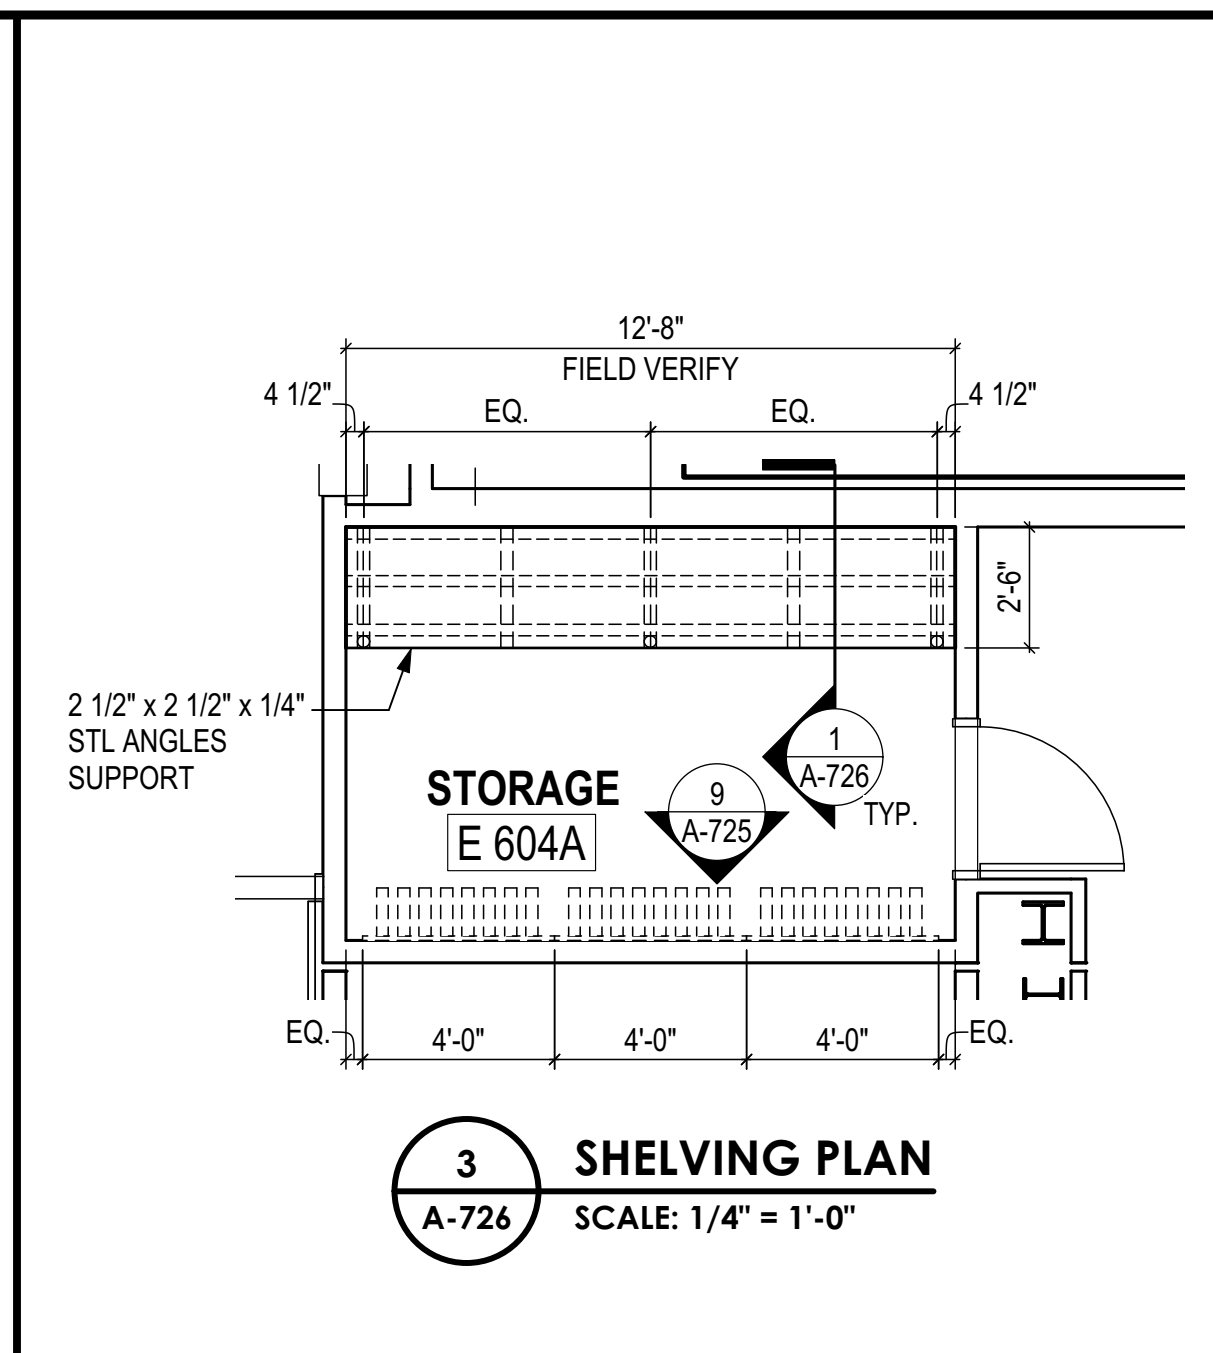 12'-8"
FIELD VERIFY
4 1/2"
EQ.
EQ.
4 1/2"
2'-6"
2 1/2" x 2 1/2" x 1/4"
STL ANGLES
SUPPORT
1
A-726
TYP.
STORAGE
E 604A
9
A-725
EQ.
4'-0"
4'-0"
4'-0"
EQ.
3
A-726
SHELVING PLAN
SCALE: 1/4" = 1'-0"